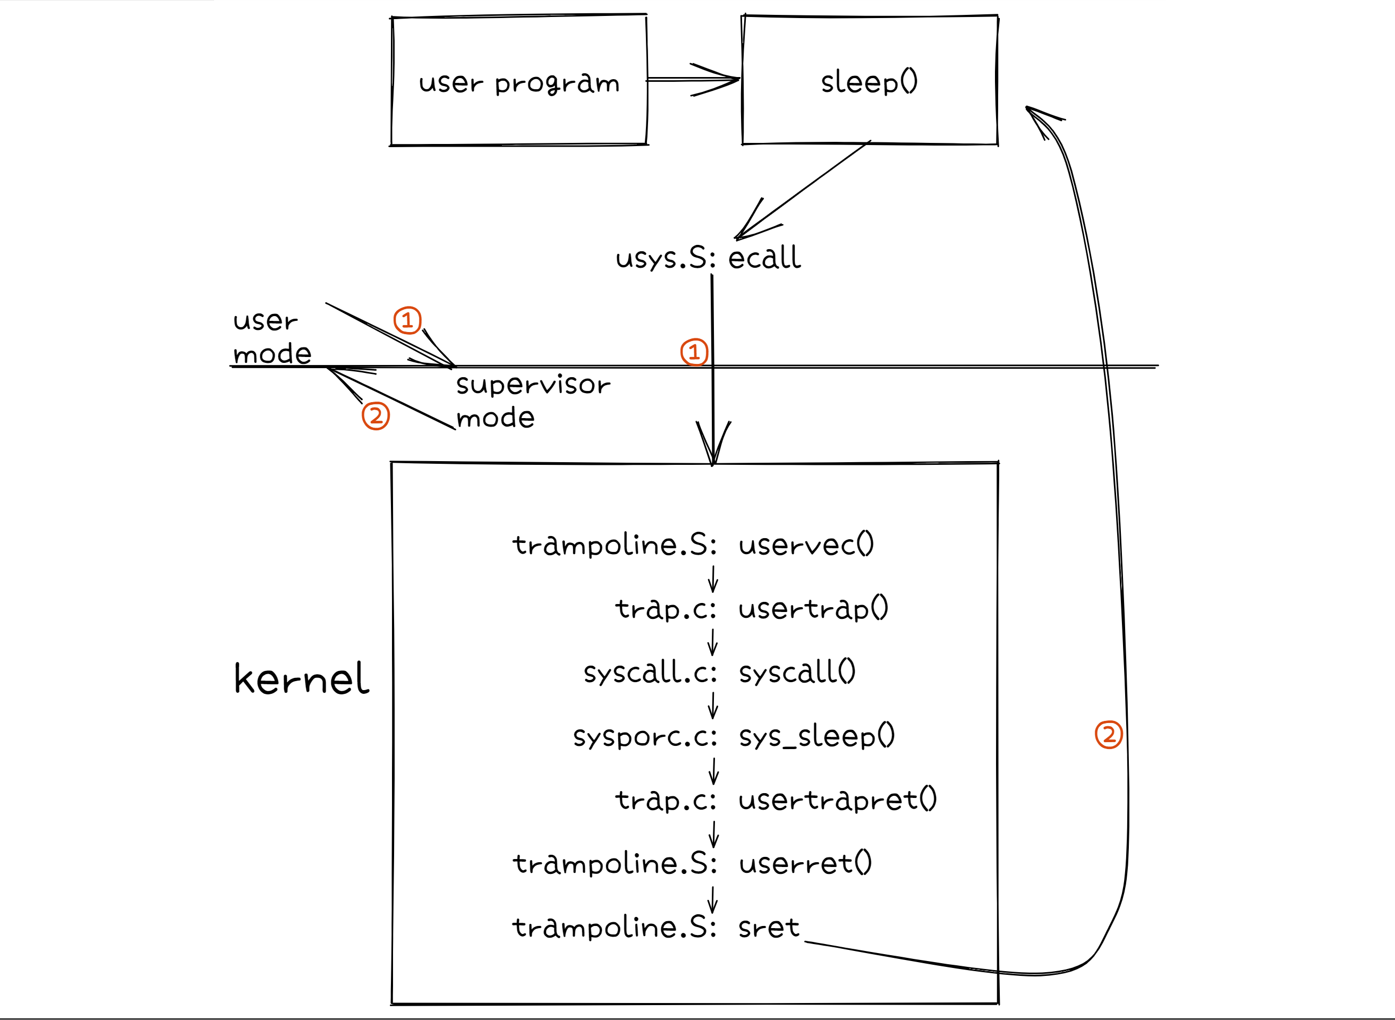 user program
sleep()
usys.S: ecall
user
mode
①
①
supervisor
mode
②
trampoline.S: uservec()
trap.c: usertrap()
syscall.c: syscall()
kernel
sysporc.c: sys_sleep()
②
trap.c: usertrapret()
trampoline.S: userret()
trampoline.S: sret